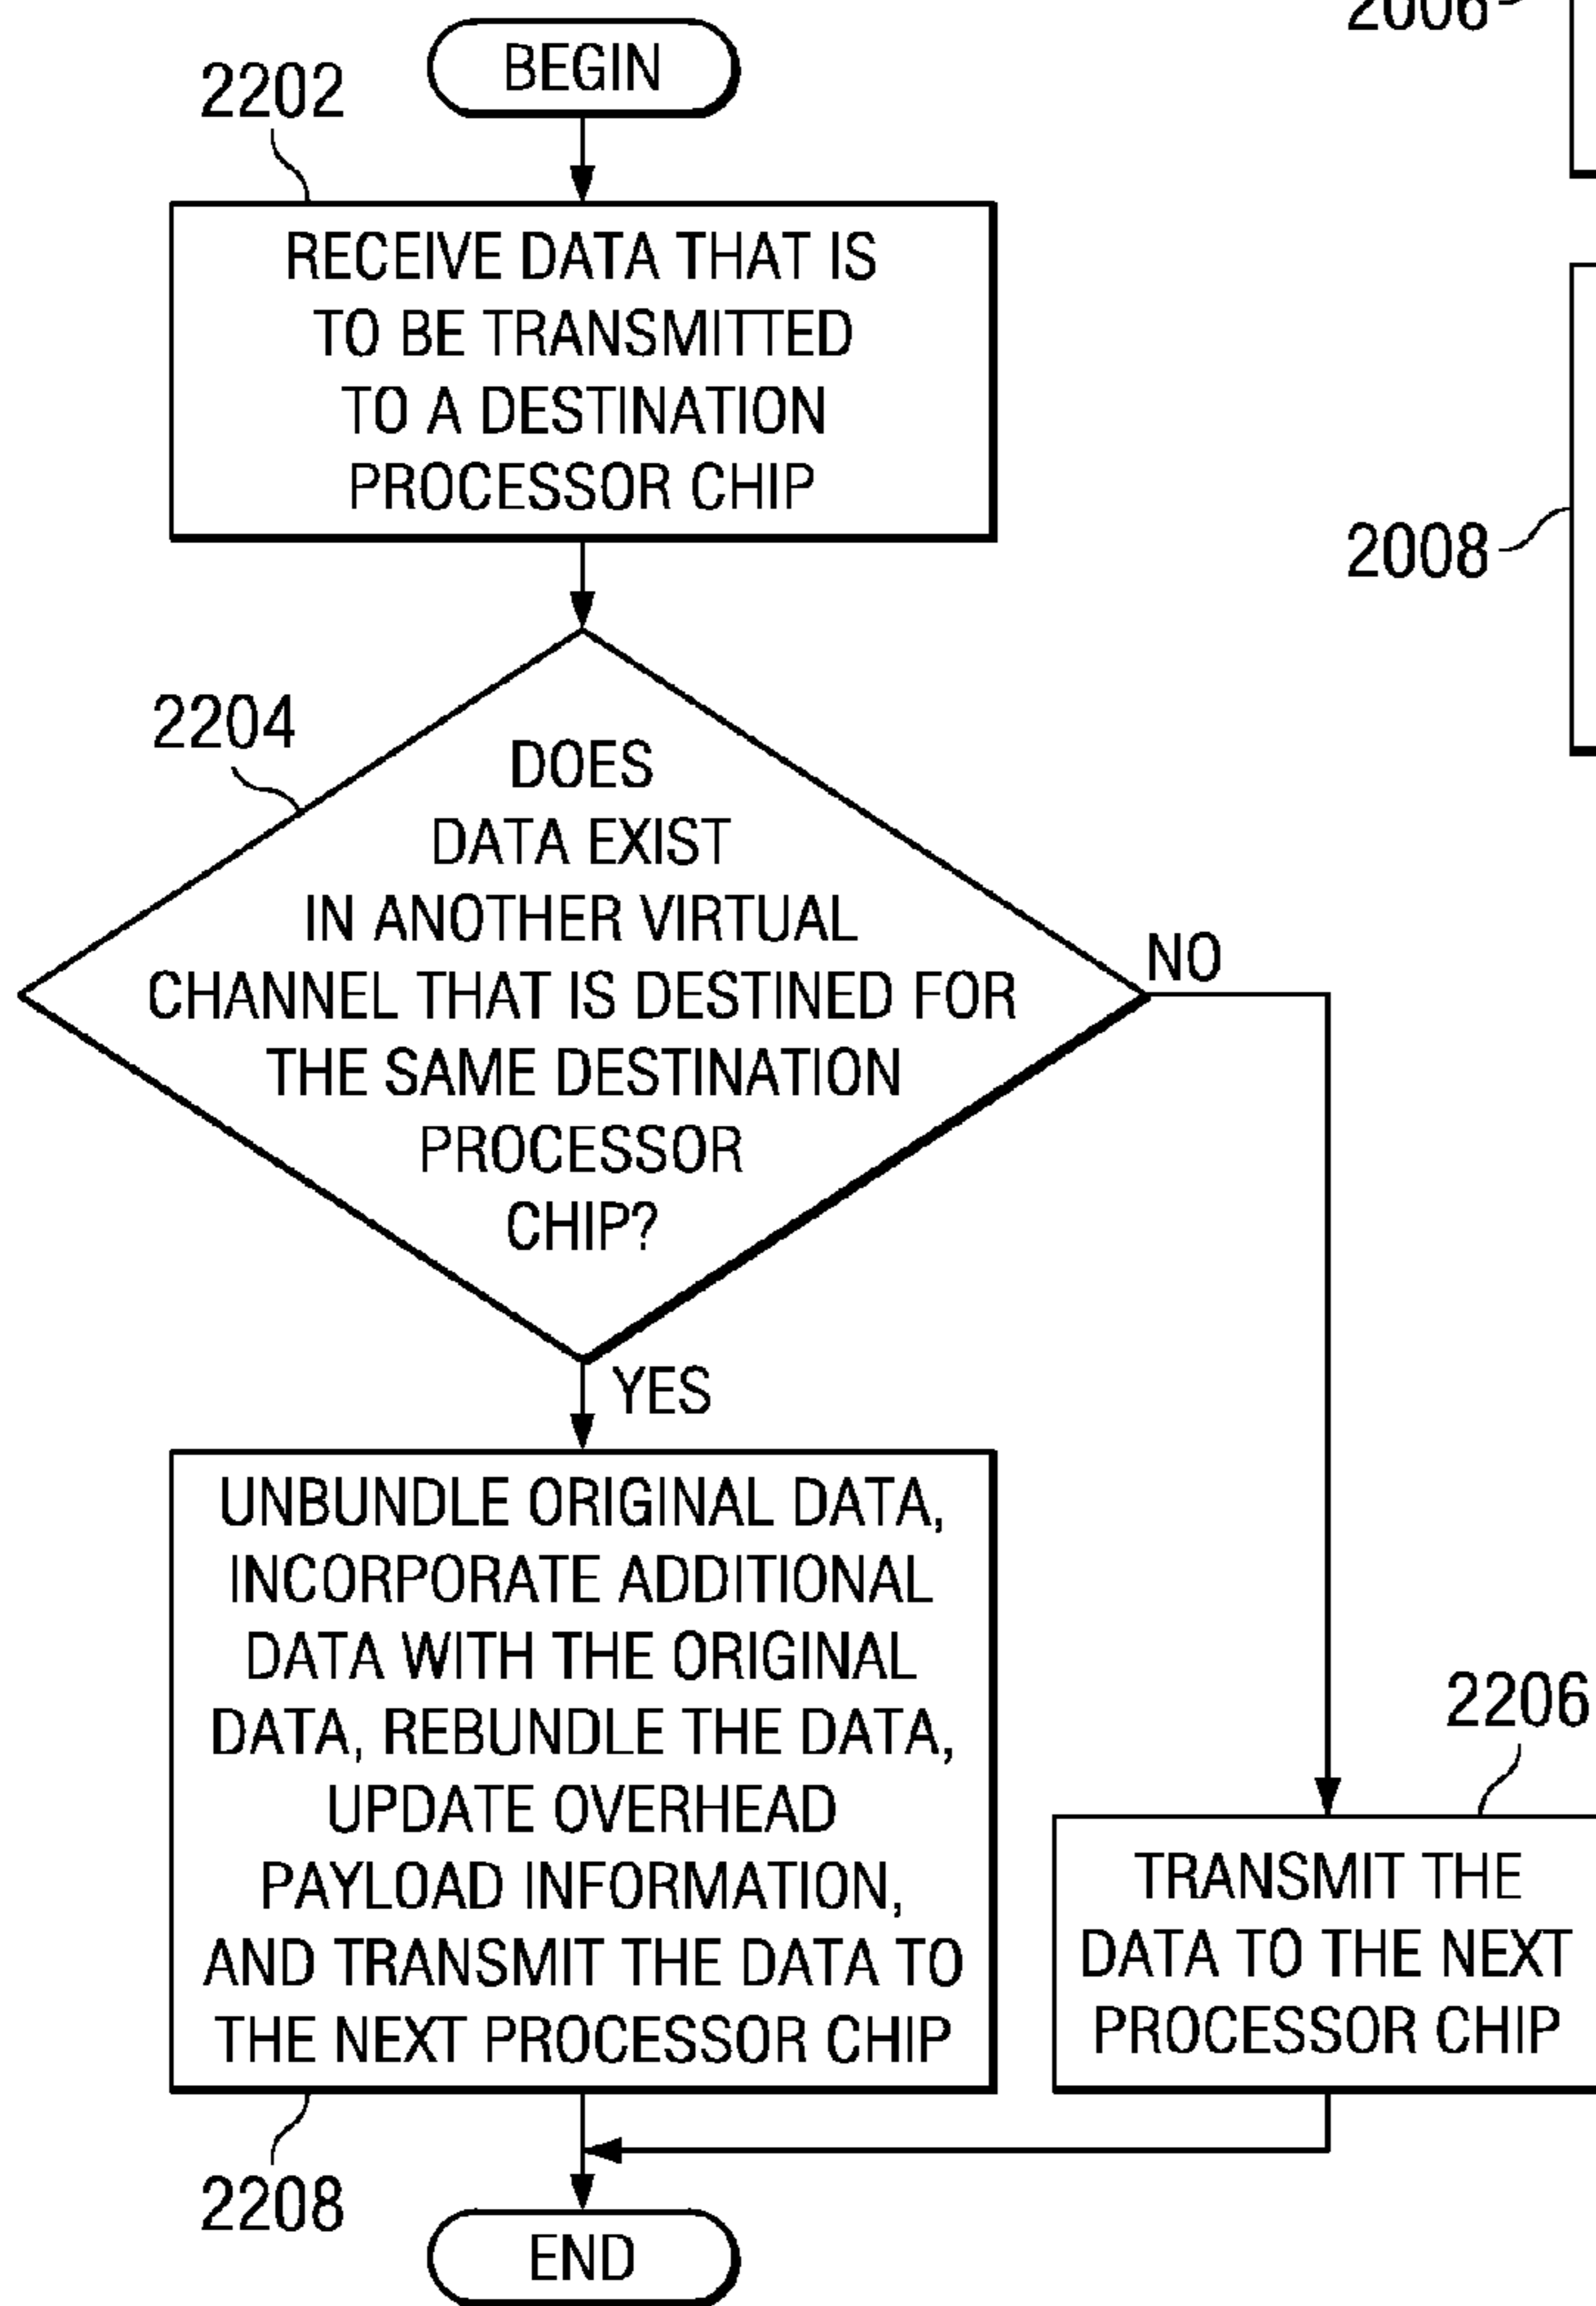 BEGIN
2202
RECEIVE DATA THAT IS
TO BE TRANSMITTED
TO A DESTINATION
PROCESSOR CHIP
2204
DOES
DATA EXIST
IN ANOTHER VIRTUAL
CHANNEL THAT IS DESTINED FOR
THE SAME DESTINATION
PROCESSOR
CHIP?
NO
YES
UNBUNDLE ORIGINAL DATA,
INCORPORATE ADDITIONAL
DATA WITH THE ORIGINAL
DATA, REBUNDLE THE DATA,
UPDATE OVERHEAD
PAYLOAD INFORMATION,
AND TRANSMIT THE DATA TO
THE NEXT PROCESSOR CHIP
2208
2206
TRANSMIT THE
DATA TO THE NEXT
PROCESSOR CHIP
END
2006
2008